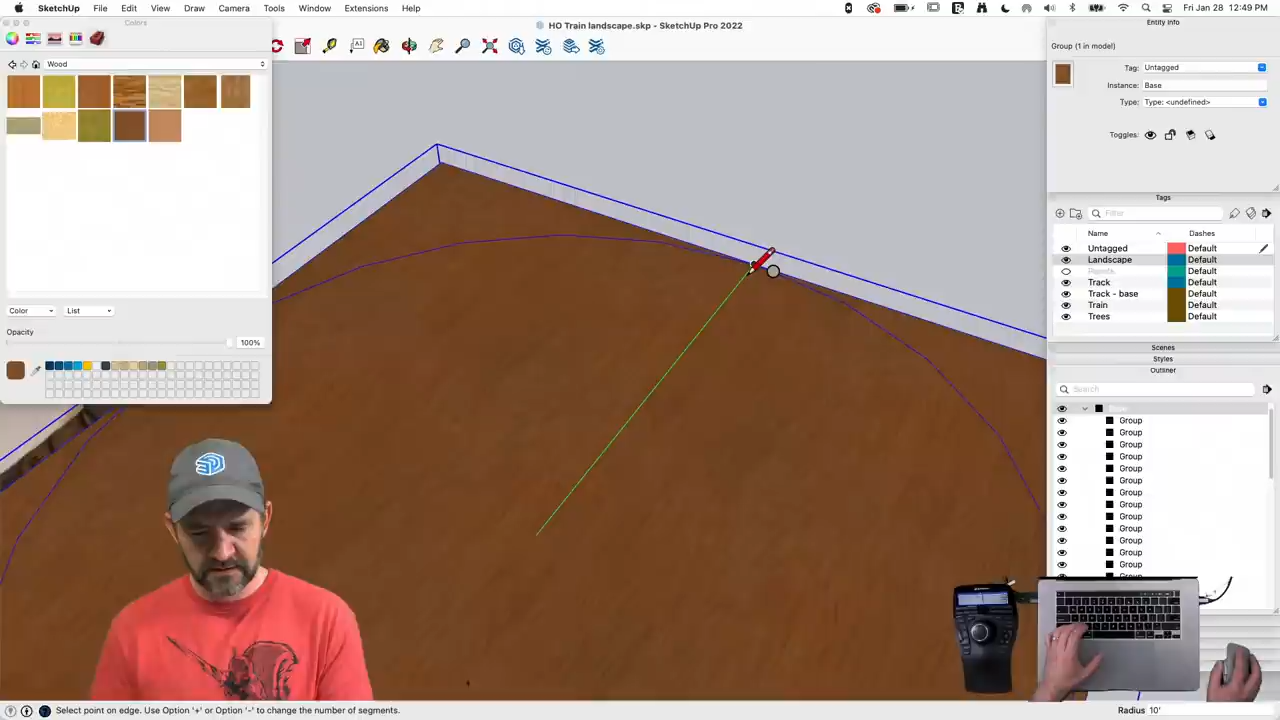 SketchUp File Edit View Draw Camera Tools Window Extensions Help
Fri Jan 28 12:49 PM
Colors
HO Train landscape.skp - SketchUp Pro 2022
Entity Info
Wood
Group (1 in model)
Tag: Untagged
Instance: Base
Type: Type: <undefined>
Toggles:
Tags
Filter
Name Dashes
Untagged Default
Landscape Default
Default
Track Default
Track - base Default
Train Default
Trees Default
Color List
Opacity
100%
Scenes
Styles
Outliner
Search
Group
Group
Group
Group
Group
Group
Group
Group
Group
Group
Group
Group
Group
Select point on edge. Use Option '+' or Option '-' to change the number of segments.
Radius 10'